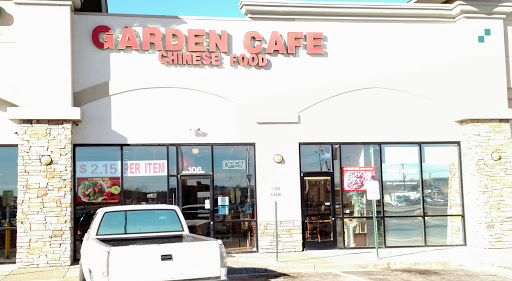 GARDEN CAFE
CHINESE FOOD
$2.15 PER ITEM
106
OPEN